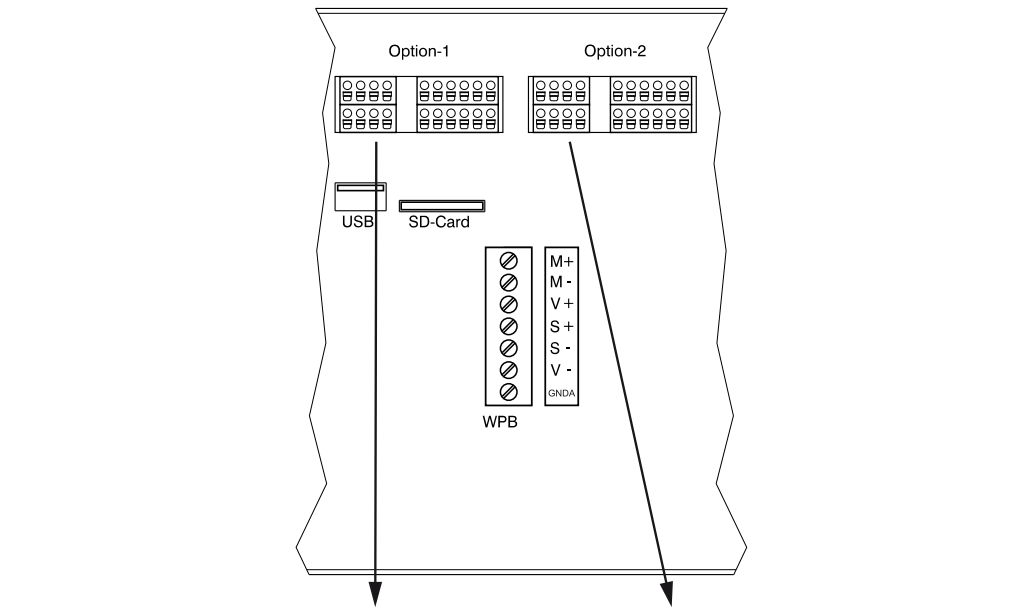 Option-1
Option-2
USB
SD-Card
M+
M -
V +
S +
S -
V -
GNDA
WPB